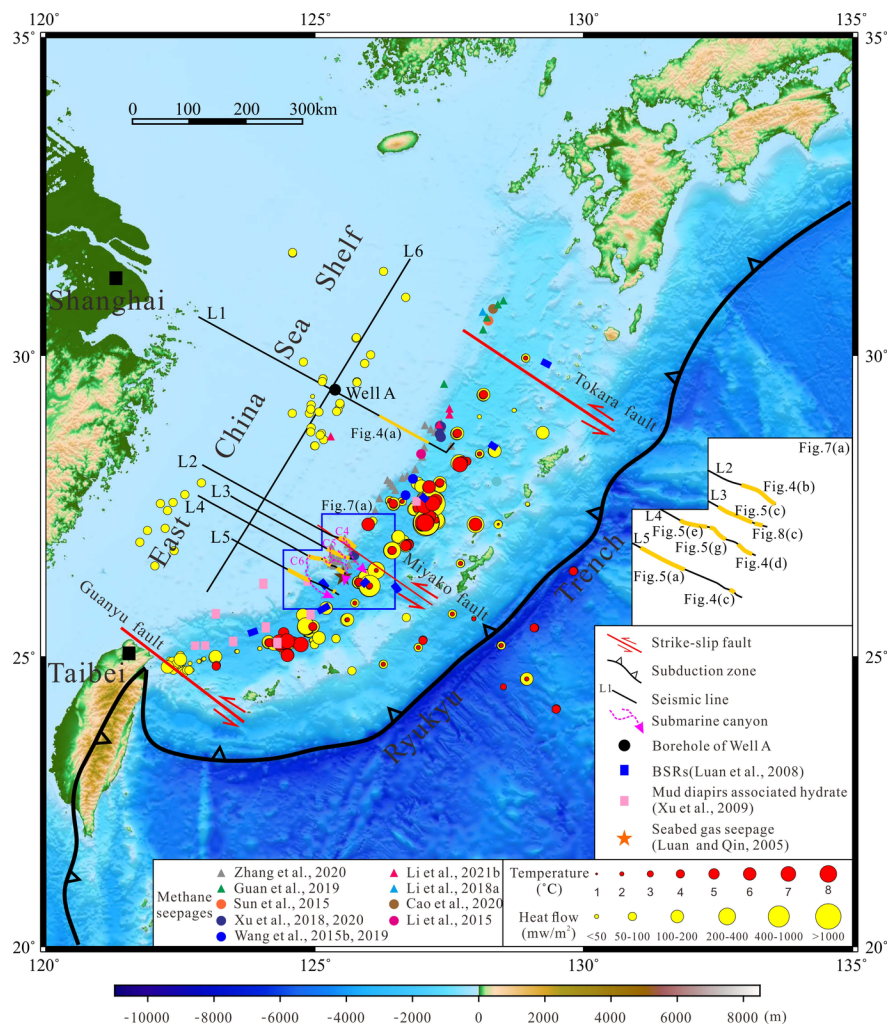 120°
125°
130°
135°
35°
35°
0
100
200
300km
L6
Shelf
Shanghai
L1
Sea
30°
30°
Well A
Tokara fault
China
Fig.4(a)
Fig.7(a)
L2
L2
Fig.4(b)
L3
L3
Fig.5(c)
L4
Fig.7(a)
L4
Fig.8(c)
Fig.5(e)
East
L5
C4
C5
C6
Fig.5(g)
L5
Fig.4(d)
Trench
Miyako fault
Fig.5(a)
Fig.4(c)
Guanyu fault
25°
25°
Taibei
Ryukyu
Strike-slip fault
Subduction zone
L1
Seismic line
Submarine canyon
Borehole of Well A
BSRs(Luan et al., 2008)
Mud diapirs associated hydrate
(Xu et al., 2009)
Seabed gas seepage
(Luan and Qin, 2005)
Methane
seepages
Zhang et al., 2020
Li et al., 2021b
Guan et al., 2019
Li et al., 2018a
Sun et al., 2015
Cao et al., 2020
Xu et al., 2018, 2020
Li et al., 2015
Wang et al., 2015b, 2019
Temperature
(˚C)
1 2 3 4 5 6 7 8
Heat flow
(mw/m²)
<50 50-100 100-200 200-400 400-1000 >1000
20°
20°
120°
125°
130°
135°
-10000 -8000 -6000 -4000 -2000 0 2000 4000 6000 8000 (m)